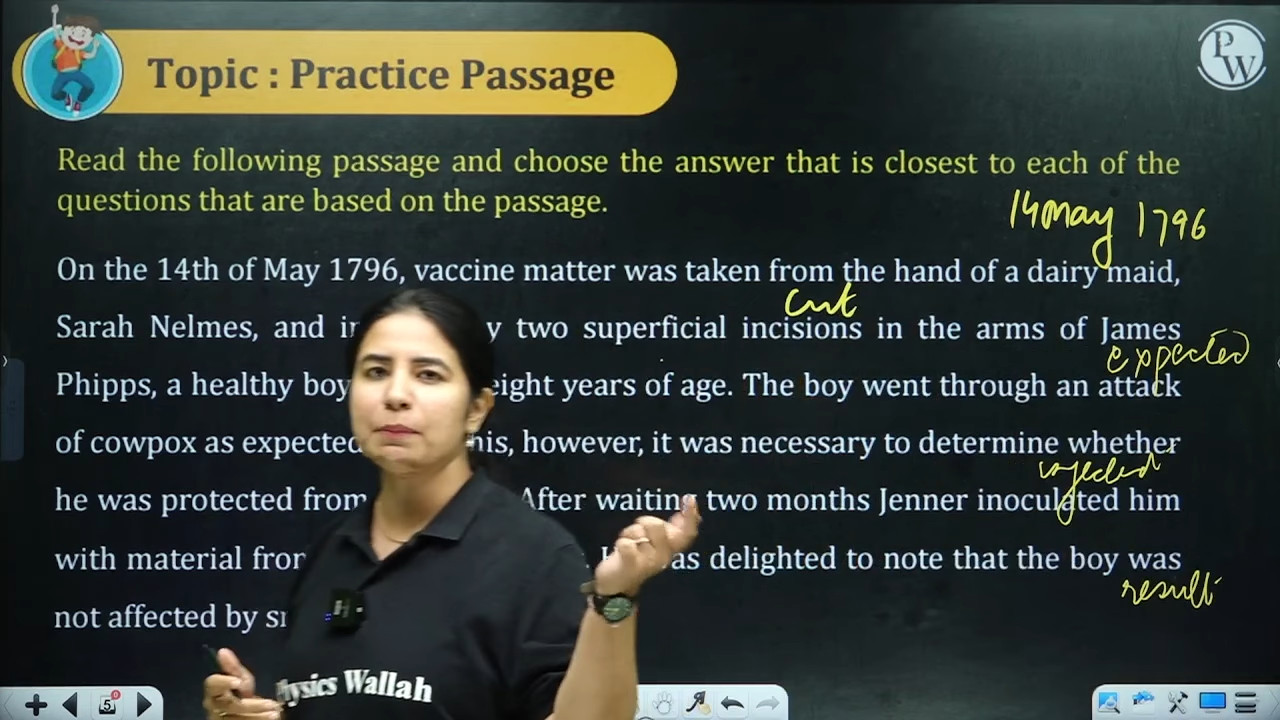 Topic : Practice Passage
PW
Read the following passage and choose the answer that is closest to each of the
questions that are based on the passage.
14 May 1796
On the 14th of May 1796, vaccine matter was taken from the hand of a dairy maid,
cut
Sarah Nelmes, and two superficial incisions in the arms of James
expected
Phipps, a healthy boy eight years of age. The boy went through an attack
of cowpox as expected however, it was necessary to determine whether
injected
he was protected from After waiting two months Jenner inoculated him
with material delighted to note that the boy was
result
not affected by
Physics Wallah
5